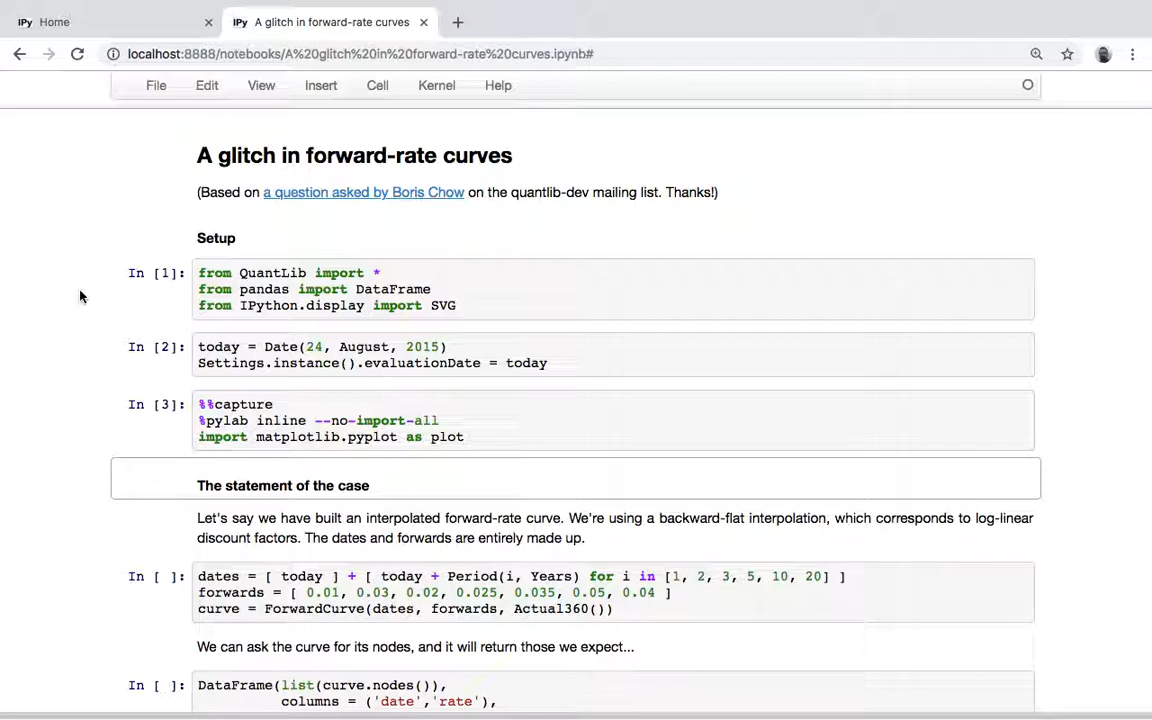 IPy Home
IPy A glitch in forward-rate curves
localhost:8888/notebooks/A%20glitch%20in%20forward-rate%20curves.ipynb#
File Edit View Insert Cell Kernel Help
A glitch in forward-rate curves
(Based on a question asked by Boris Chow on the quantlib-dev mailing list. Thanks!)
Setup
In [1]: from QuantLib import *
from pandas import DataFrame
from IPython.display import SVG
In [2]: today = Date(24, August, 2015)
Settings.instance().evaluationDate = today
In [3]: %%capture
%pylab inline --no-import-all
import matplotlib.pyplot as plot
The statement of the case
Let's say we have built an interpolated forward-rate curve. We're using a backward-flat interpolation, which corresponds to log-linear
discount factors. The dates and forwards are entirely made up.
In [ ]: dates = [ today ] + [ today + Period(i, Years) for i in [1, 2, 3, 5, 10, 20] ]
forwards = [ 0.01, 0.03, 0.02, 0.025, 0.035, 0.05, 0.04 ]
curve = ForwardCurve(dates, forwards, Actual360())
We can ask the curve for its nodes, and it will return those we expect...
In [ ]: DataFrame(list(curve.nodes()),
columns = ('date','rate'),